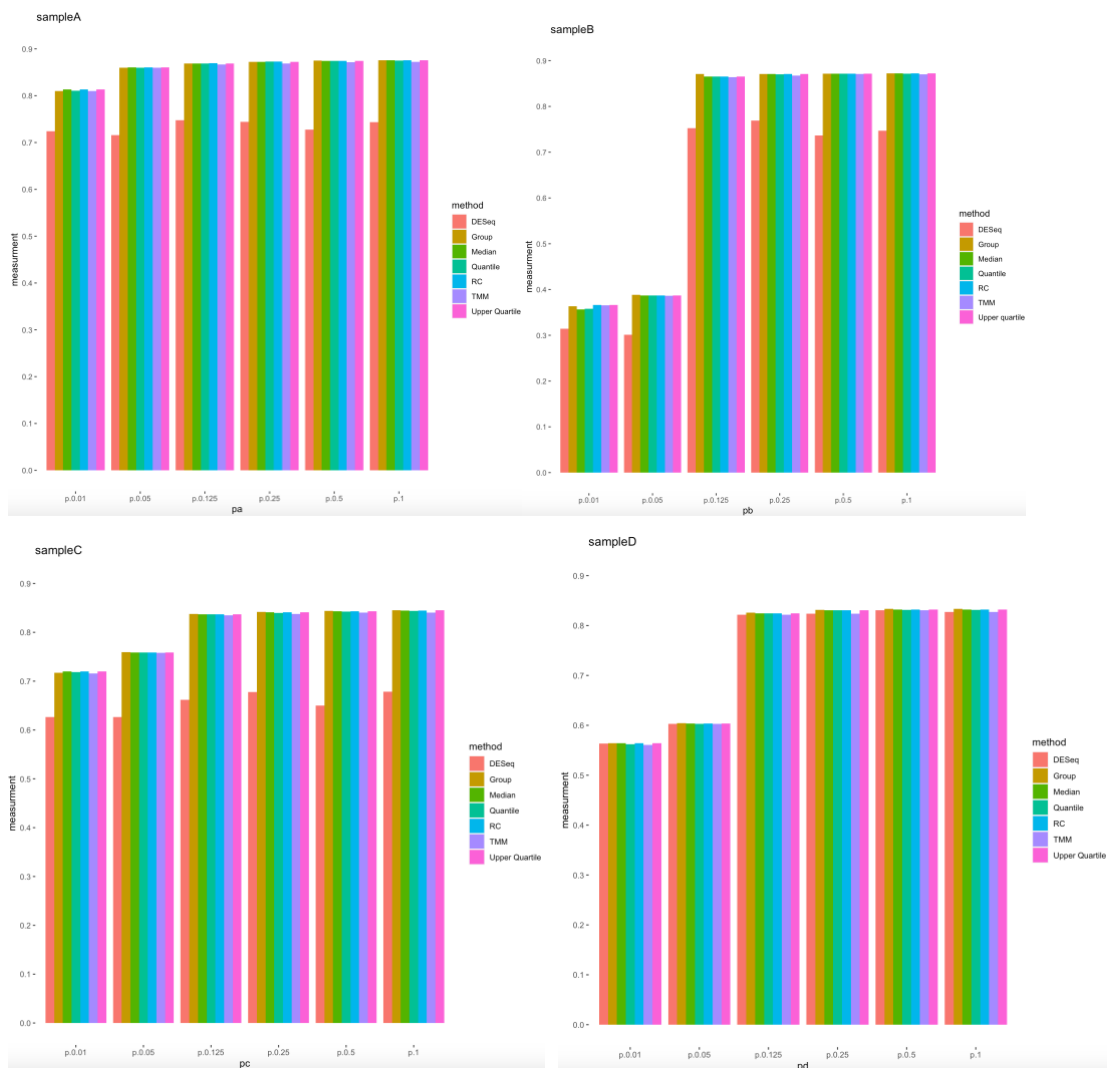 sampleA
0.9
0.8
0.7
0.6
0.5
0.4
0.3
0.2
0.1
0.0
measurment
p.0.01 p.0.05 p.0.125 p.0.25 p.0.5 p.1
pa
method
DESeq
Group
Median
Quantile
RC
TMM
Upper Quartile
sampleB
0.9
0.8
0.7
0.6
0.5
0.4
0.3
0.2
0.1
0.0
measurment
p.0.01 p.0.05 p.0.125 p.0.25 p.0.5 p.1
pb
method
DESeq
Group
Median
Quantile
RC
TMM
Upper quartile
sampleC
0.9
0.8
0.7
0.6
0.5
0.4
0.3
0.2
0.1
0.0
measurment
p.0.01 p.0.05 p.0.125 p.0.25 p.0.5 p.1
pc
method
DESeq
Group
Median
Quantile
RC
TMM
Upper Quartile
sampleD
0.9
0.8
0.7
0.6
0.5
0.4
0.3
0.2
0.1
0.0
measurment
p.0.01 p.0.05 p.0.125 p.0.25 p.0.5 p.1
pd
method
DESeq
Group
Median
Quantile
RC
TMM
Upper Quartile